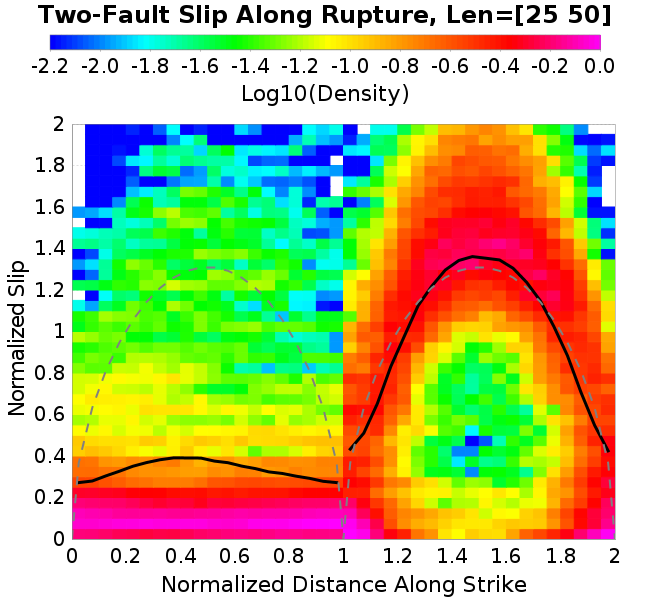 Two-Fault Slip Along Rupture, Len=[25 50]
-2.2 -2.0 -1.8 -1.6 -1.4 -1.2 -1.0 -0.8 -0.6 -0.4 -0.2 0.0
Log10(Density)
Normalized Slip
2
1.8
1.6
1.4
1.2
1
0.8
0.6
0.4
0.2
0
0 0.2 0.4 0.6 0.8 1 1.2 1.4 1.6 1.8 2
Normalized Distance Along Strike